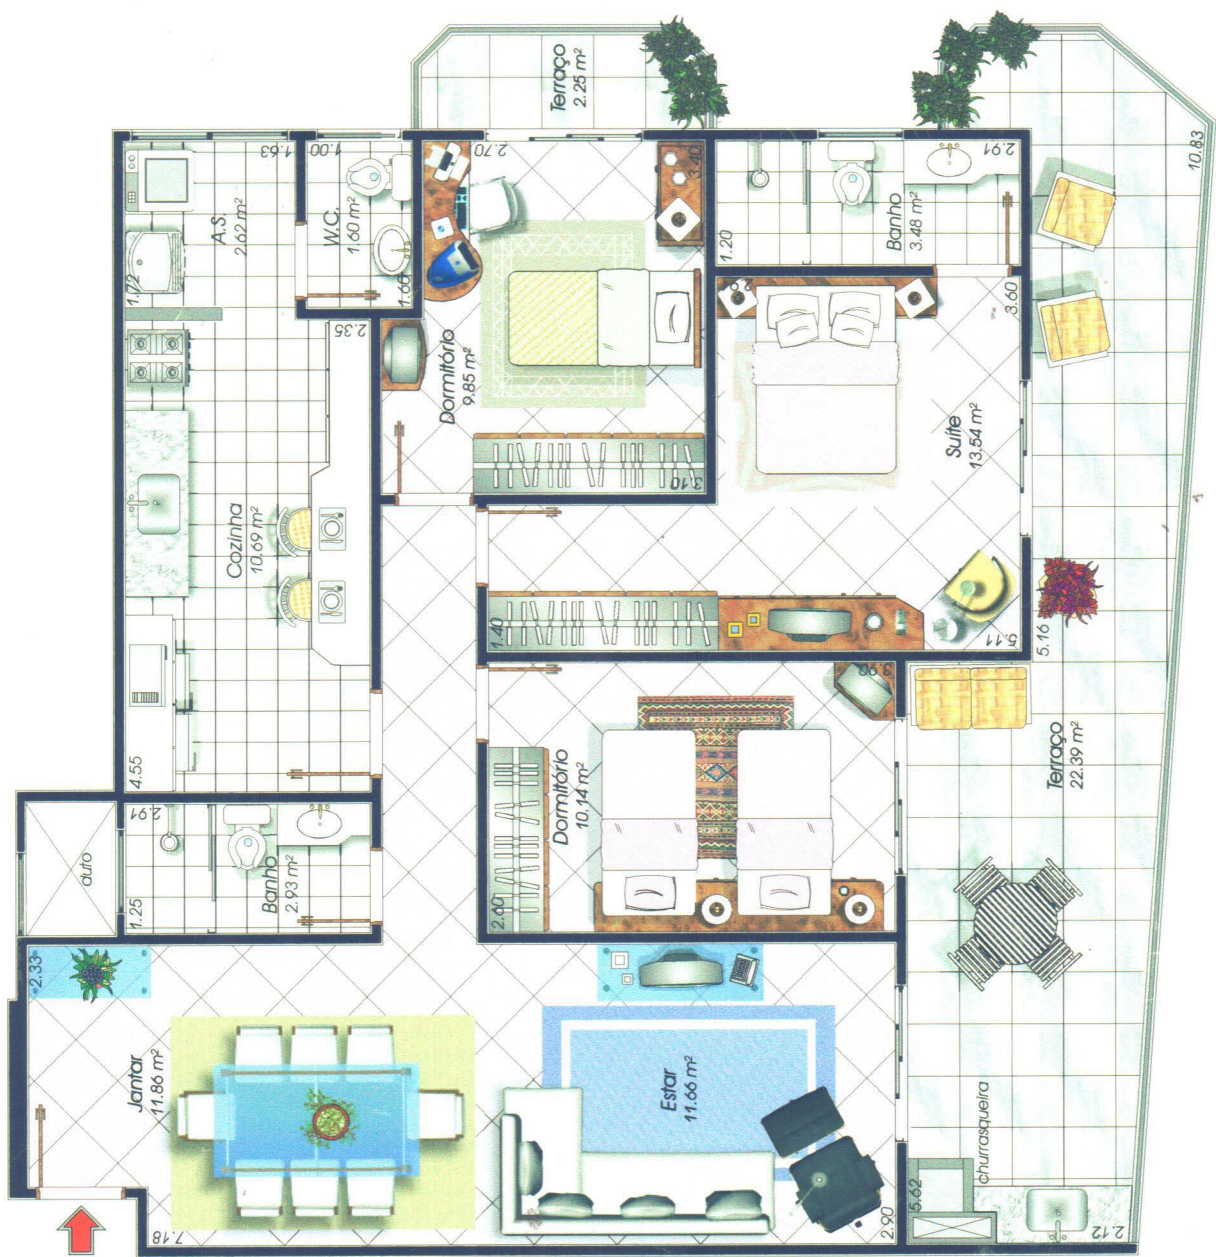 Terraço
2.25 m²
1.63
1.00
2.70
3.40
2.91
10.83
A.S.
2.62 m²
W.C.
1.60 m²
Banho
3.48 m²
1.20
1.72
1.60
2.35
3.60
Dormitório
9.85 m²
Suíte
13.54 m²
3.10
Cozinha
10.69 m²
1.40
5.11
5.16
3.90
4.55
Dormitório
10.14 m²
Terraço
22.39 m²
2.91
duto
Banho
2.93 m²
1.25
2.60
2.33
Jantar
11.86 m²
Estar
11.66 m²
churrasqueira
5.62
7.18
2.90
2.12